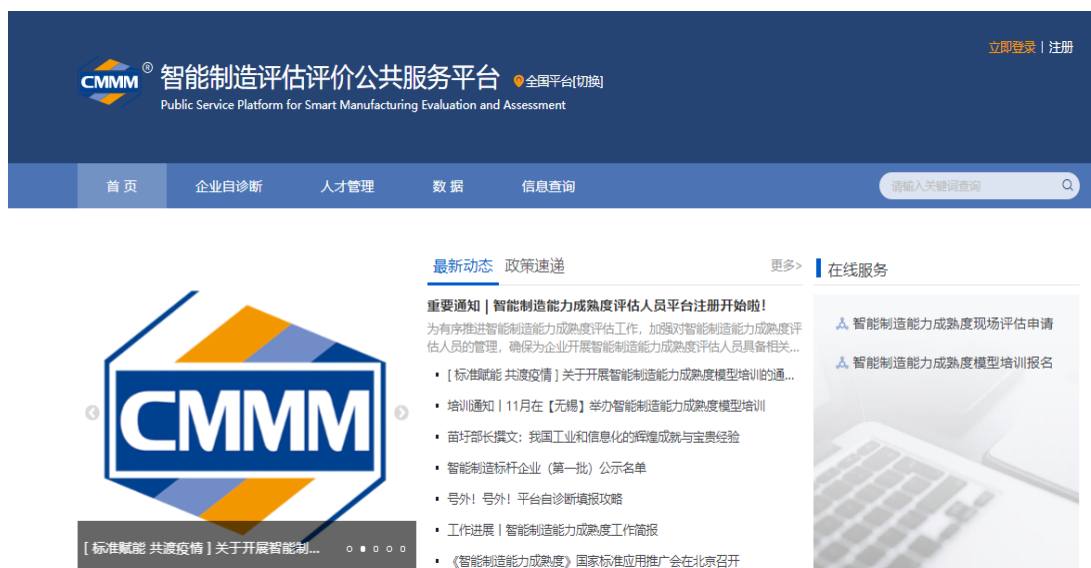 立即登录 | 注册
CMMM®
智能制造评估评价公共服务平台
全国平台[切换]
Public Service Platform for Smart Manufacturing Evaluation and Assessment
首 页
企业自诊断
人才管理
数 据
信息查询
请输入关键词查询
CMMM
[ 标准赋能 共渡疫情 ] 关于开展智能制...
最新动态
政策速递
更多>
重要通知 | 智能制造能力成熟度评估人员平台注册开始啦！
为有序推进智能制造能力成熟度评估工作，加强对智能制造能力成熟度评
估人员的管理，确保为企业开展智能制造能力成熟度评估人员具备相关...
▪ [ 标准赋能 共渡疫情 ] 关于开展智能制造能力成熟度模型培训的通...
▪ 培训通知丨11月在【无锡】举办智能制造能力成熟度模型培训
▪ 苗圩部长撰文：我国工业和信息化的辉煌成就与宝贵经验
▪ 智能制造标杆企业（第一批）公示名单
▪ 号外！号外！平台自诊断填报攻略
▪ 工作进展丨智能制造能力成熟度工作简报
▪ 《智能制造能力成熟度》国家标准应用推广会在北京召开
在线服务
智能制造能力成熟度现场评估申请
智能制造能力成熟度模型培训报名